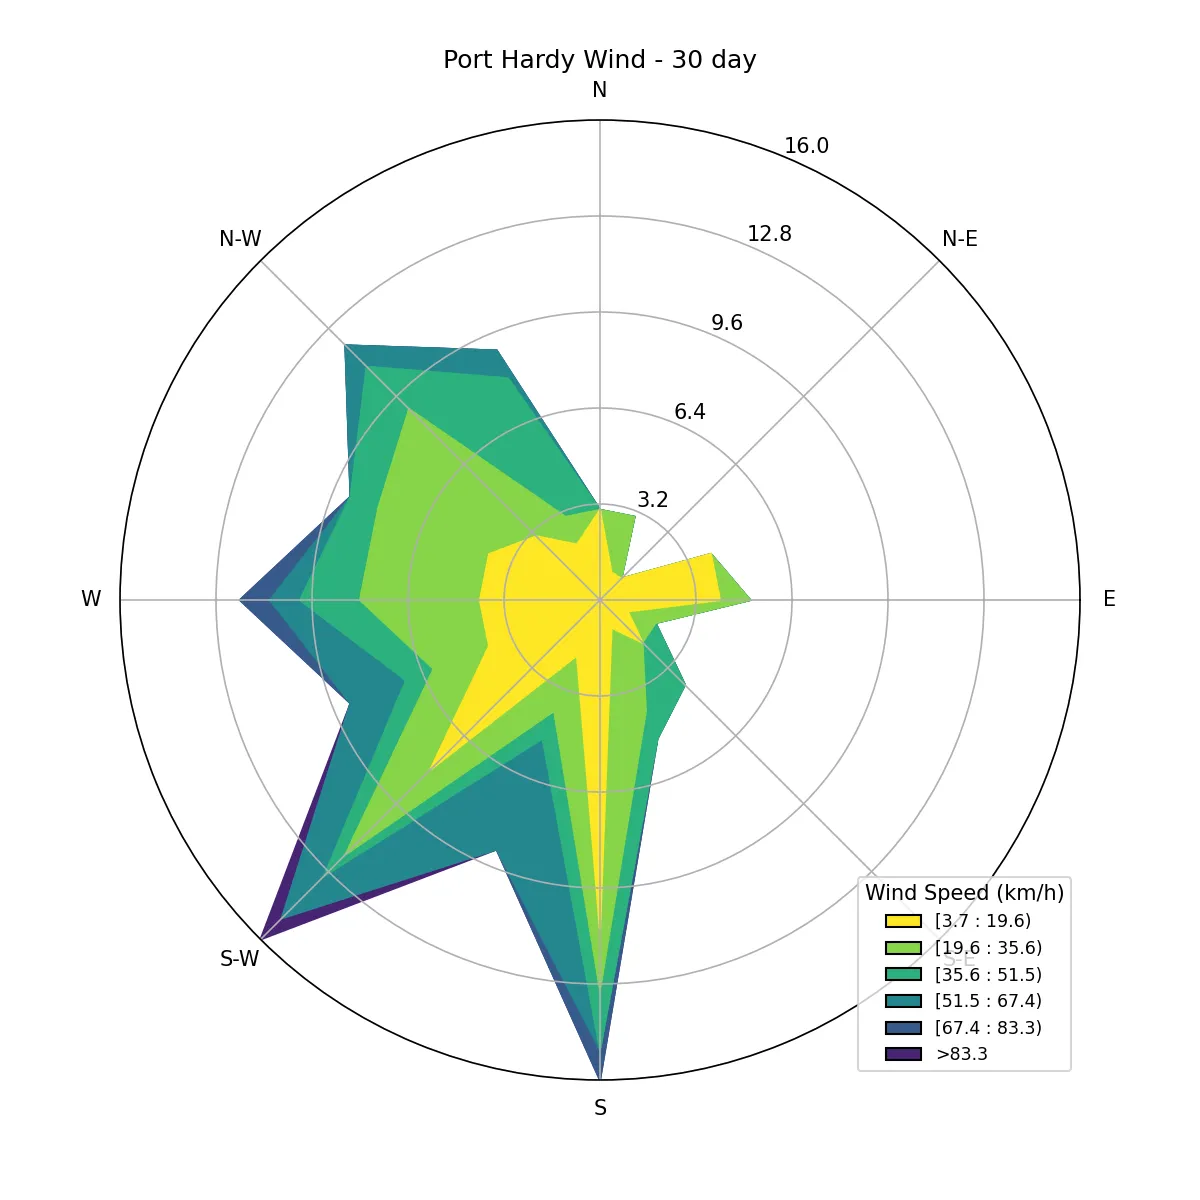 Port Hardy Wind - 30 day
N
16.0
12.8
N-W
N-E
9.6
6.4
3.2
W
E
Wind Speed (km/h)
[3.7 : 19.6)
[19.6 : 35.6)
S-W
S-E
[35.6 : 51.5)
[51.5 : 67.4)
[67.4 : 83.3)
>83.3
S